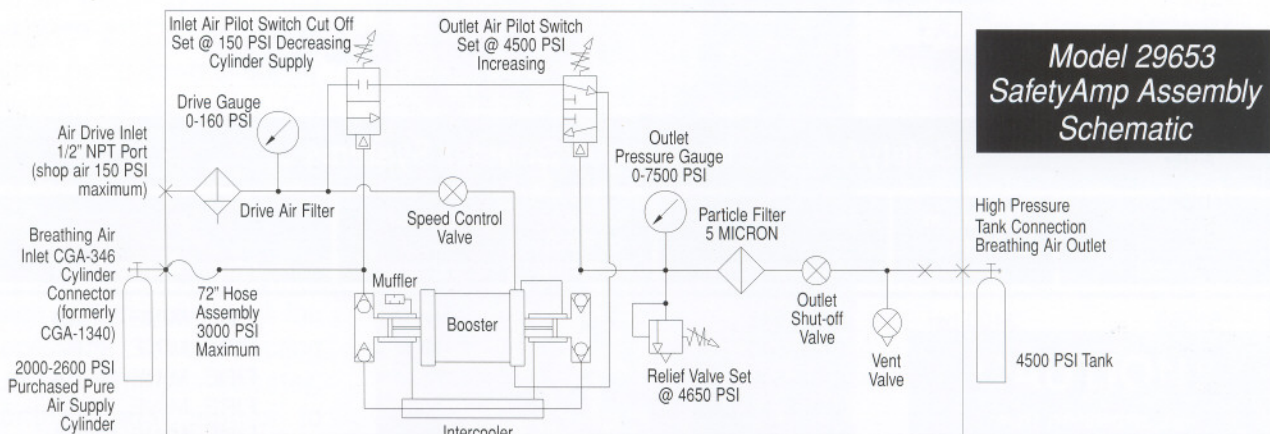 Inlet Air Pilot Switch Cut Off
Set @ 150 PSI Decreasing
Cylinder Supply
Outlet Air Pilot Switch
Set @ 4500 PSI
Increasing
Model 29653
SafetyAmp Assembly
Schematic
Drive Gauge
0-160 PSI
Air Drive Inlet
1/2" NPT Port
(shop air 150 PSI
maximum)
Drive Air Filter
Speed Control
Valve
Outlet
Pressure Gauge
0-7500 PSI
Particle Filter
5 MICRON
High Pressure
Tank Connection
Breathing Air Outlet
Breathing Air
Inlet CGA-346
Cylinder
Connector
(formerly
CGA-1340)
72" Hose
Assembly
3000 PSI
Maximum
Muffler
Booster
Outlet
Shut-off
Valve
Vent
Valve
4500 PSI Tank
2000-2600 PSI
Purchased Pure
Air Supply
Cylinder
Relief Valve Set
@ 4650 PSI
Intercooler